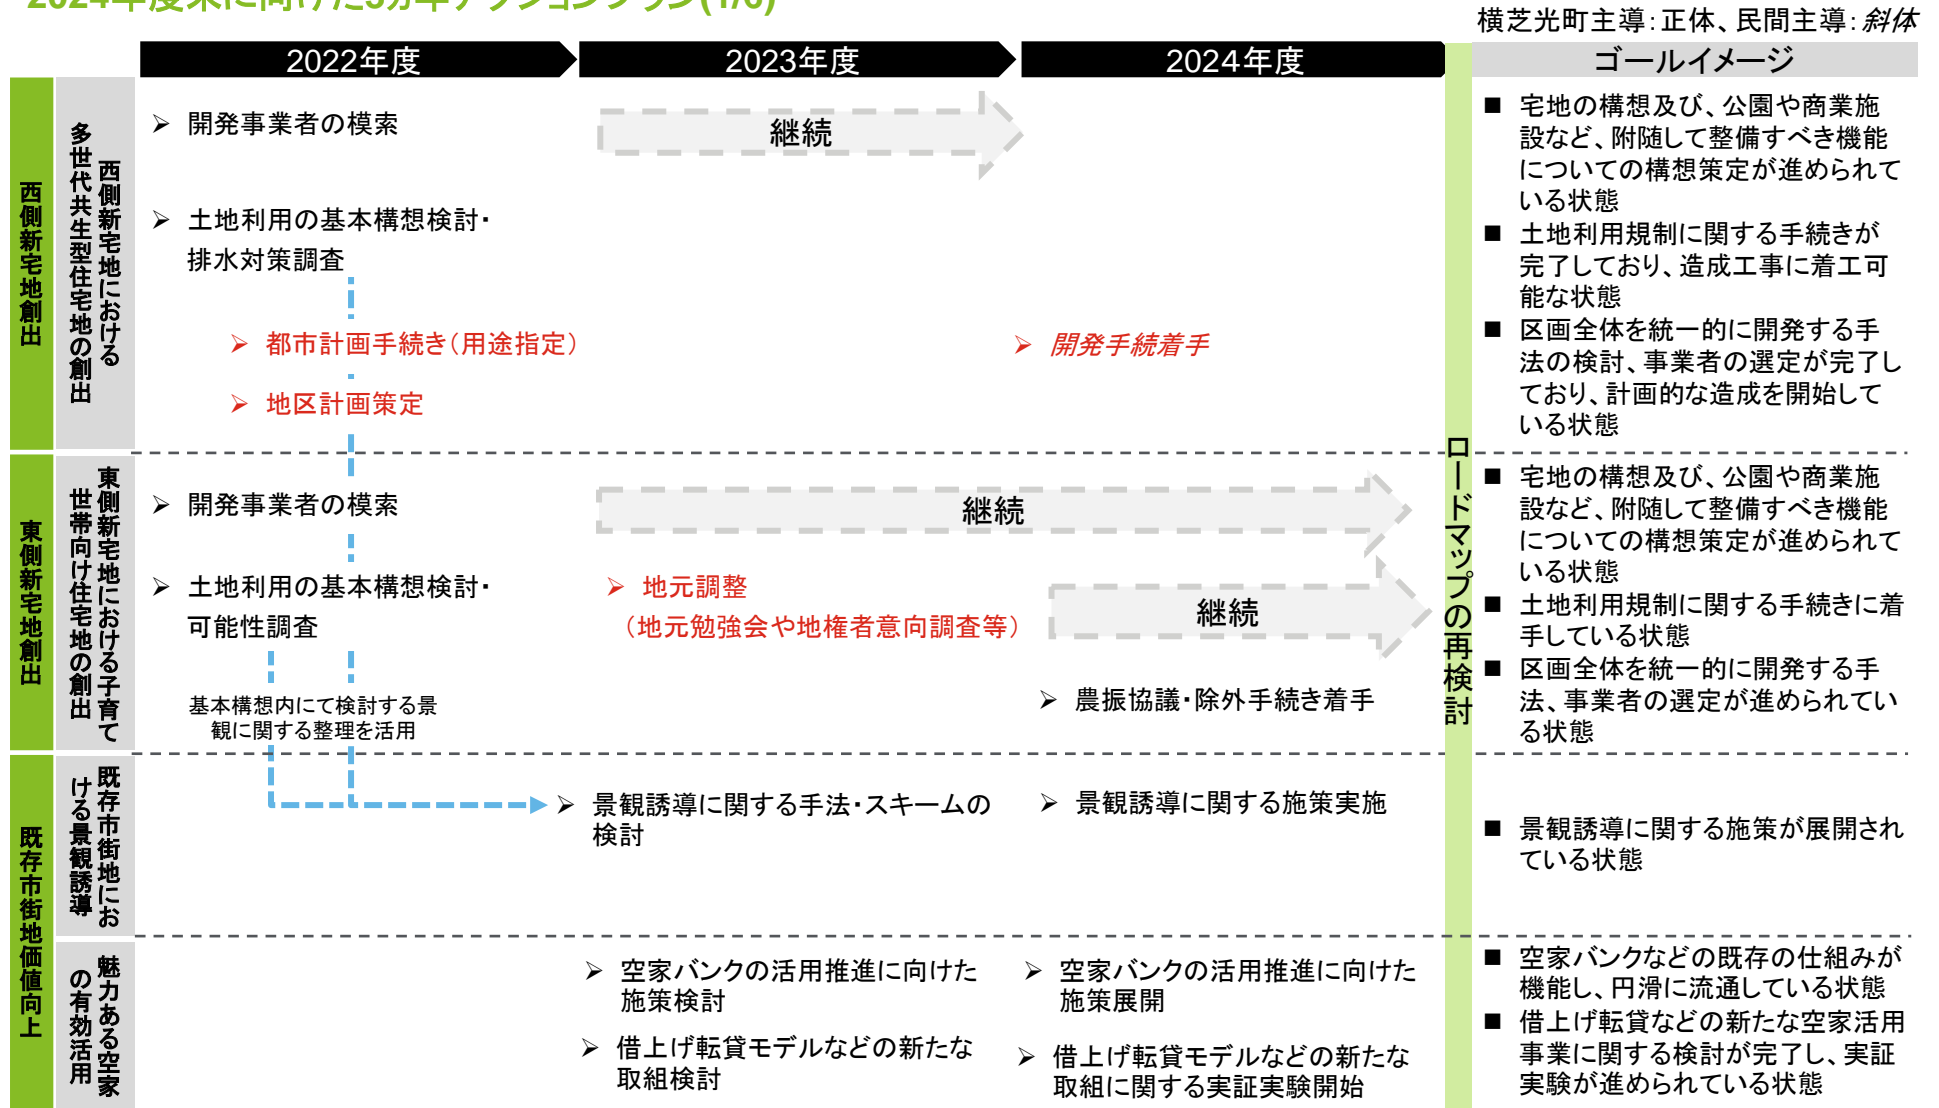 2024年度末に向けた3カ年アクションプラン(1/6)
横芝光町主導：正体、民間主導：斜体
2022年度
2023年度
2024年度
ゴールイメージ
西側新宅地創出
西側新宅地における
多世代共生型住宅地の創出
➢ 開発事業者の模索
継続
➢ 土地利用の基本構想検討・
排水対策調査
➢ 都市計画手続き（用途指定）
➢ 地区計画策定
➢ 開発手続着手
■ 宅地の構想及び、公園や商業施
設など、附随して整備すべき機能
についての構想策定が進められて
いる状態
■ 土地利用規制に関する手続きが
完了しており、造成工事に着工可
能な状態
■ 区画全体を統一的に開発する手
法の検討、事業者の選定が完了し
ており、計画的な造成を開始して
いる状態
ロードマップの再検討
東側新宅地創出
東側新宅地における子育て
世帯向け住宅地の創出
➢ 開発事業者の模索
継続
➢ 土地利用の基本構想検討・
可能性調査
➢ 地元調整
（地元勉強会や地権者意向調査等）
継続
基本構想内にて検討する景
観に関する整理を活用
➢ 農振協議・除外手続き着手
■ 宅地の構想及び、公園や商業施
設など、附随して整備すべき機能
についての構想策定が進められて
いる状態
■ 土地利用規制に関する手続きに着
手している状態
■ 区画全体を統一的に開発する手
法、事業者の選定が進められてい
る状態
既存市街地価値向上
既存市街地にお
ける景観誘導
➢ 景観誘導に関する手法・スキームの
検討
➢ 景観誘導に関する施策実施
■ 景観誘導に関する施策が展開され
ている状態
魅力ある空家
の有効活用
➢ 空家バンクの活用推進に向けた
施策検討
➢ 借上げ転貸モデルなどの新たな
取組検討
➢ 空家バンクの活用推進に向けた
施策展開
➢ 借上げ転貸モデルなどの新たな
取組に関する実証実験開始
■ 空家バンクなどの既存の仕組みが
機能し、円滑に流通している状態
■ 借上げ転貸などの新たな空家活用
事業に関する検討が完了し、実証
実験が進められている状態